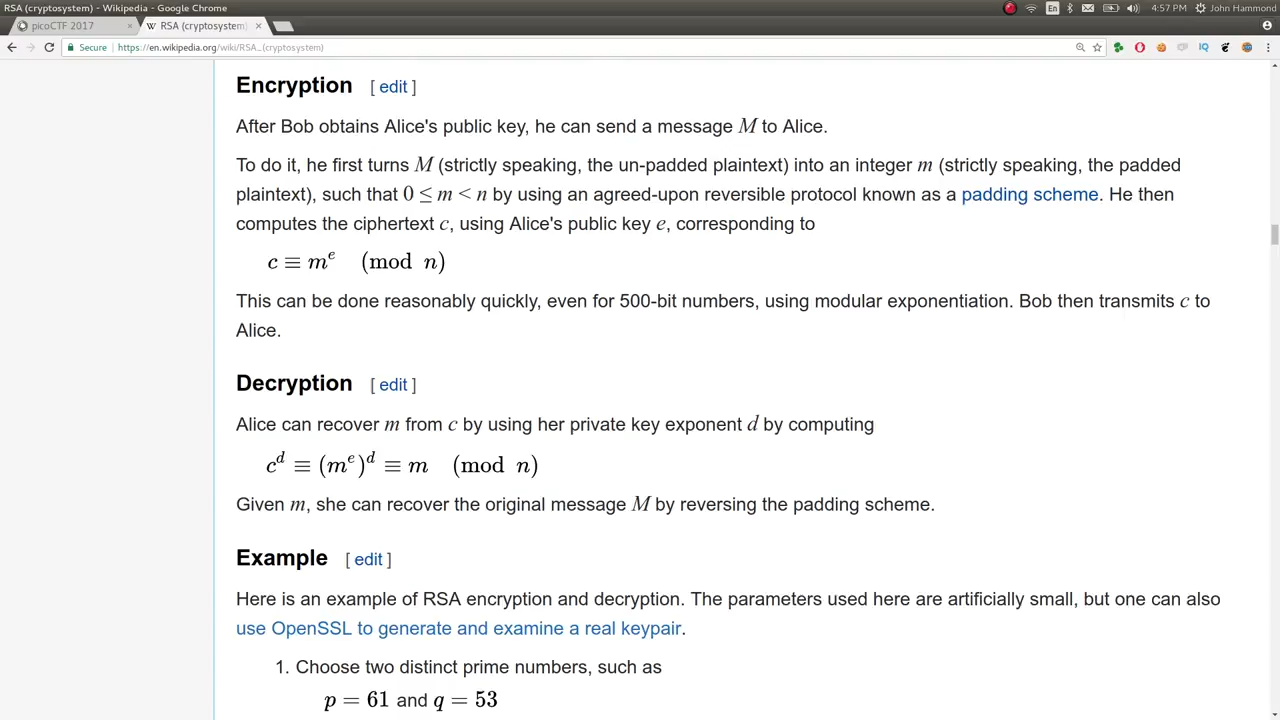 RSA (cryptosystem) - Wikipedia - Google Chrome
En
4:57 PM
John Hammond
picoCTF 2017
×
W RSA (cryptosystem)
×
Secure
https://en.wikipedia.org/wiki/RSA_(cryptosystem)
IQ
Encryption [ edit ]
After Bob obtains Alice's public key, he can send a message M to Alice.
To do it, he first turns M (strictly speaking, the un-padded plaintext) into an integer m (strictly speaking, the padded
plaintext), such that 0 ≤ m < n by using an agreed-upon reversible protocol known as a padding scheme. He then
computes the ciphertext c, using Alice's public key e, corresponding to
c ≡ mᵉ (mod n)
This can be done reasonably quickly, even for 500-bit numbers, using modular exponentiation. Bob then transmits c to
Alice.
Decryption [ edit ]
Alice can recover m from c by using her private key exponent d by computing
cᵈ ≡ (mᵉ)ᵈ ≡ m (mod n)
Given m, she can recover the original message M by reversing the padding scheme.
Example [ edit ]
Here is an example of RSA encryption and decryption. The parameters used here are artificially small, but one can also
use OpenSSL to generate and examine a real keypair.
1. Choose two distinct prime numbers, such as
p = 61 and q = 53